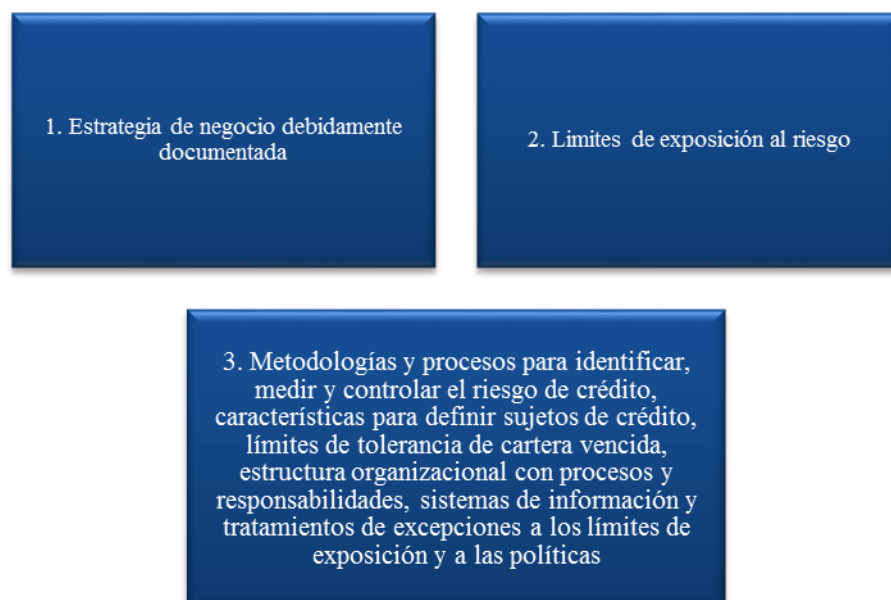 1. Estrategia de negocio debidamente
documentada
2. Limites de exposición al riesgo
3. Metodologías y procesos para identificar,
medir y controlar el riesgo de crédito,
características para definir sujetos de crédito,
límites de tolerancia de cartera vencida,
estructura organizacional con procesos y
responsabilidades, sistemas de información y
tratamientos de excepciones a los límites de
exposición y a las políticas